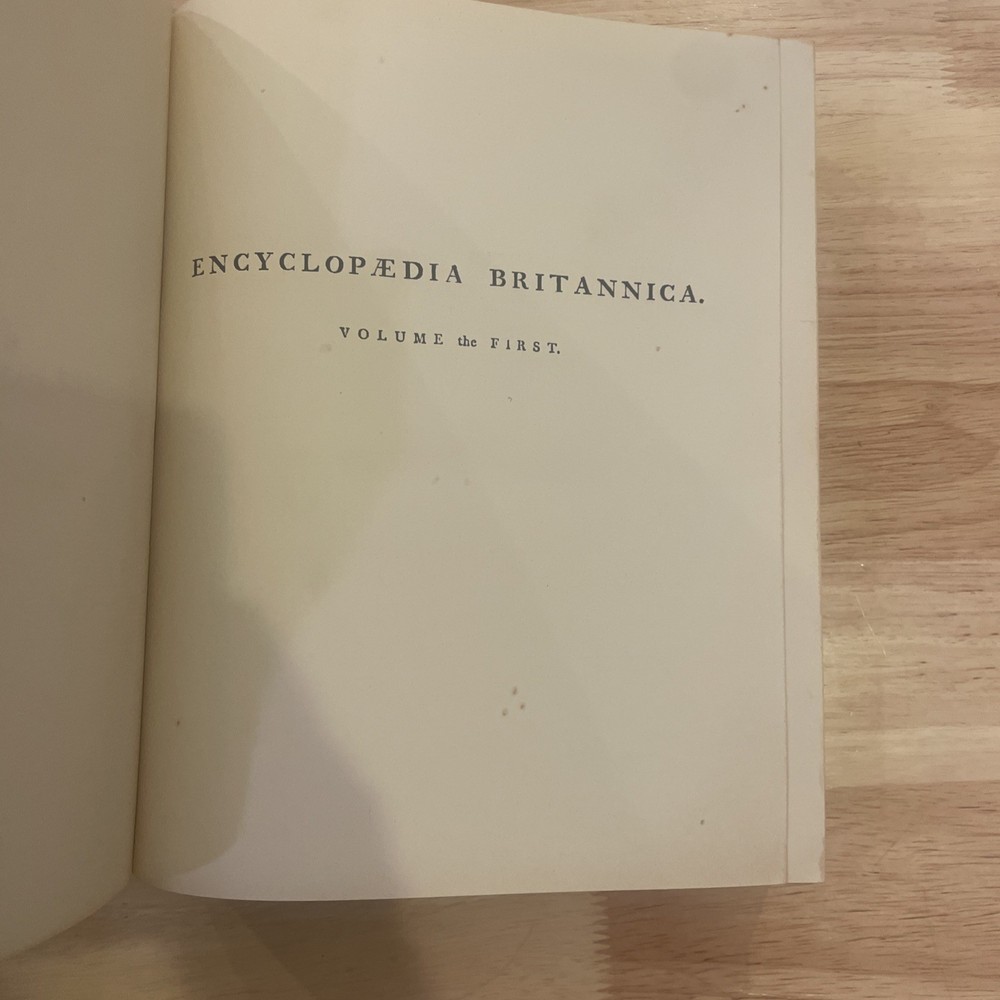 ENCYCLOPÆDIA BRITANNICA.
VOLUME the FIRST.